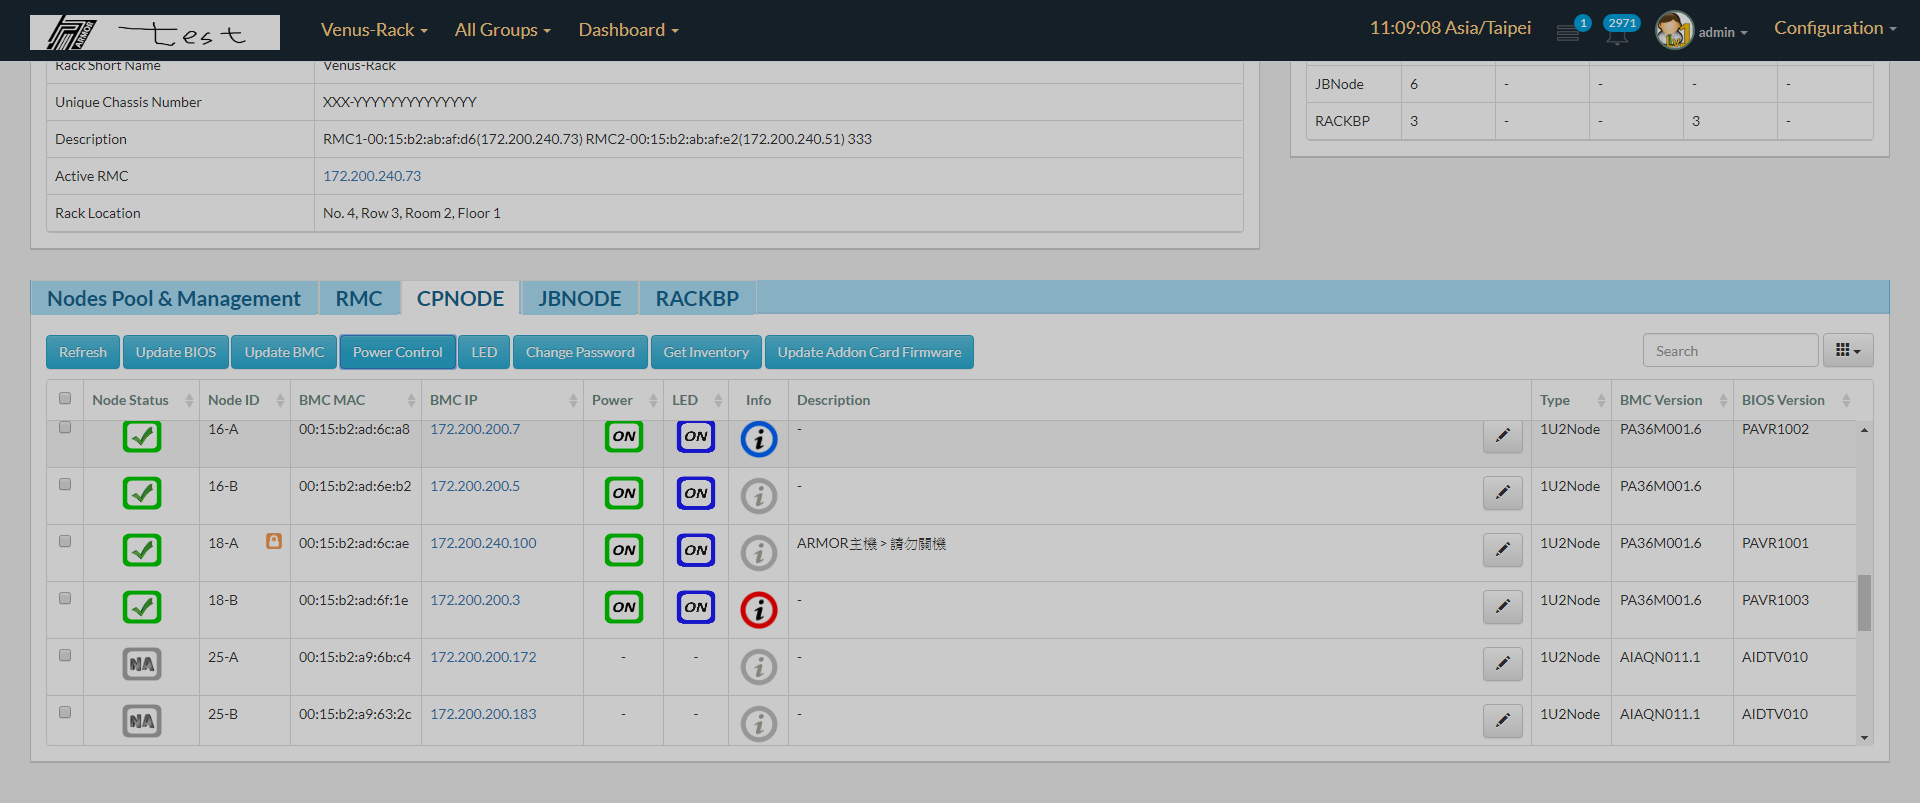 ARMOR test Venus-Rack All Groups Dashboard 11:09:08 Asia/Taipei 1 2971 admin Configuration
Rack Short Name Venus-Rack
Unique Chassis Number XXX-YYYYYYYYYYYYYY
Description RMC1-00:15:b2:ab:af:d6(172.200.240.73) RMC2-00:15:b2:ab:af:e2(172.200.240.51) 333
Active RMC 172.200.240.73
Rack Location No. 4, Row 3, Room 2, Floor 1
JBNode 6 - - - -
RACKBP 3 - - 3 -
Nodes Pool & Management RMC CPNODE JBNODE RACKBP
Refresh Update BIOS Update BMC Power Control LED Change Password Get Inventory Update Addon Card Firmware Search
Node Status Node ID BMC MAC BMC IP Power LED Info Description Type BMC Version BIOS Version
16-A 00:15:b2:ad:6c:a8 172.200.200.7 ON ON i - 1U2Node PA36M001.6 PAVR1002
16-B 00:15:b2:ad:6e:b2 172.200.200.5 ON ON i - 1U2Node PA36M001.6
18-A 00:15:b2:ad:6c:ae 172.200.240.100 ON ON i ARMOR主機 > 請勿關機 1U2Node PA36M001.6 PAVR1001
18-B 00:15:b2:ad:6f:1e 172.200.200.3 ON ON i - 1U2Node PA36M001.6 PAVR1003
NA 25-A 00:15:b2:a9:6b:c4 172.200.200.172 - - i - 1U2Node AIAQN011.1 AIDTV010
NA 25-B 00:15:b2:a9:63:2c 172.200.200.183 - - i - 1U2Node AIAQN011.1 AIDTV010